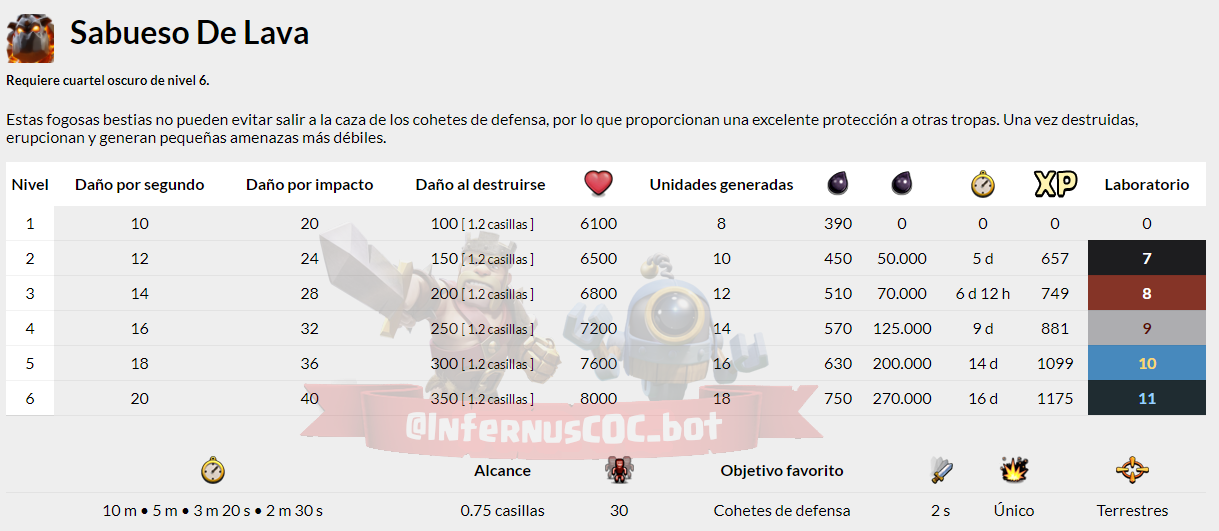 Sabueso De Lava
Requiere cuartel oscuro de nivel 6.
Estas fogosas bestias no pueden evitar salir a la caza de los cohetes de defensa, por lo que proporcionan una excelente protección a otras tropas. Una vez destruidas,
erupcionan y generan pequeñas amenazas más débiles.
Nivel Daño por segundo Daño por impacto Daño al destruirse Unidades generadas XP Laboratorio
1 10 20 100 [ 1.2 casillas ] 6100 8 390 0 0 0 0
2 12 24 150 [ 1.2 casillas ] 6500 10 450 50.000 5 d 657 7
3 14 28 200 [ 1.2 casillas ] 6800 12 510 70.000 6 d 12 h 749 8
4 16 32 250 [ 1.2 casillas ] 7200 14 570 125.000 9 d 881 9
5 18 36 300 [ 1.2 casillas ] 7600 16 630 200.000 14 d 1099 10
6 20 40 350 [ 1.2 casillas ] 8000 18 750 270.000 16 d 1175 11
@InfernusCOC_bot
Alcance Objetivo favorito
10 m • 5 m • 3 m 20 s • 2 m 30 s 0.75 casillas 30 Cohetes de defensa 2 s Único Terrestres